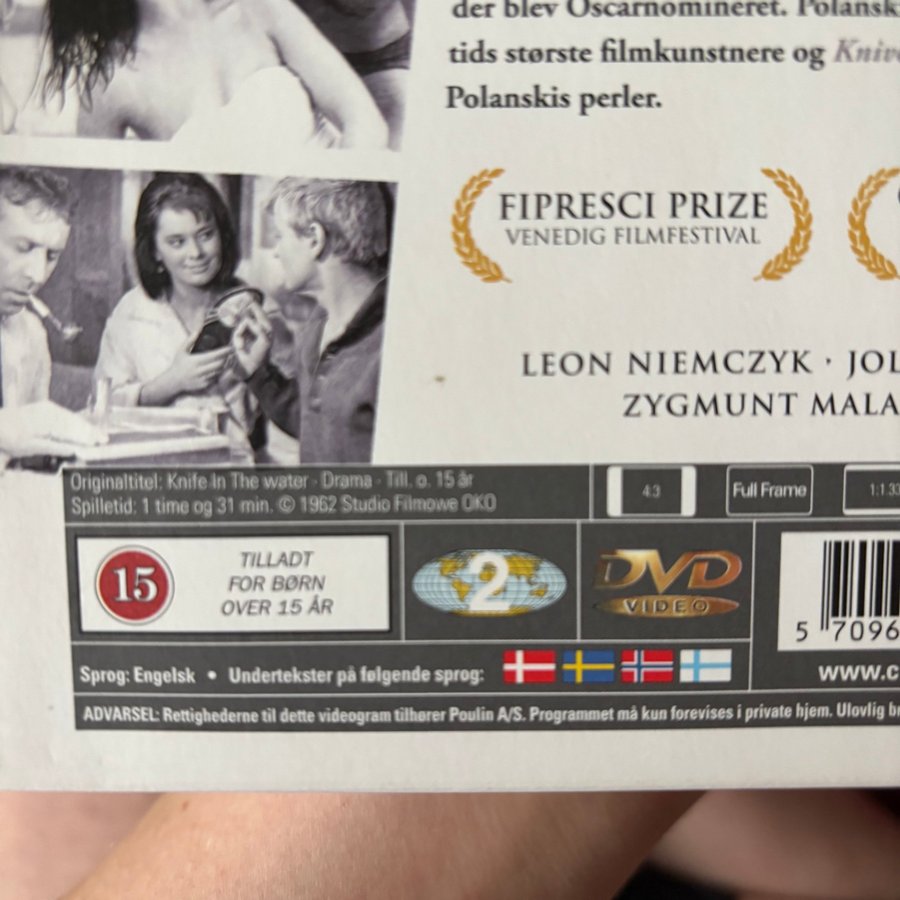 der blev Oscarnomineret.
tids største filmkunstnere og
Polanskis perler.
FIPRESCI PRIZE
VENEDIG FILMFESTIVAL
LEON NIEMCZYK ·
ZYGMUNT
Originaltitel: Knife In The water · Drama · Till. o. 15 år
Spilletid: 1 time og 31 min. © 1962 Studio Filmowe OKO
4:3
Full Frame
15
TILLADT
FOR BØRN
OVER 15 ÅR
2
DVD
VIDEO
5 7096
Sprog: Engelsk • Undertekster på følgende sprog:
ADVARSEL: Rettighederne til dette videogram tilhører Poulin A/S. Programmet må kun forevises i private hjem. Ulovlig